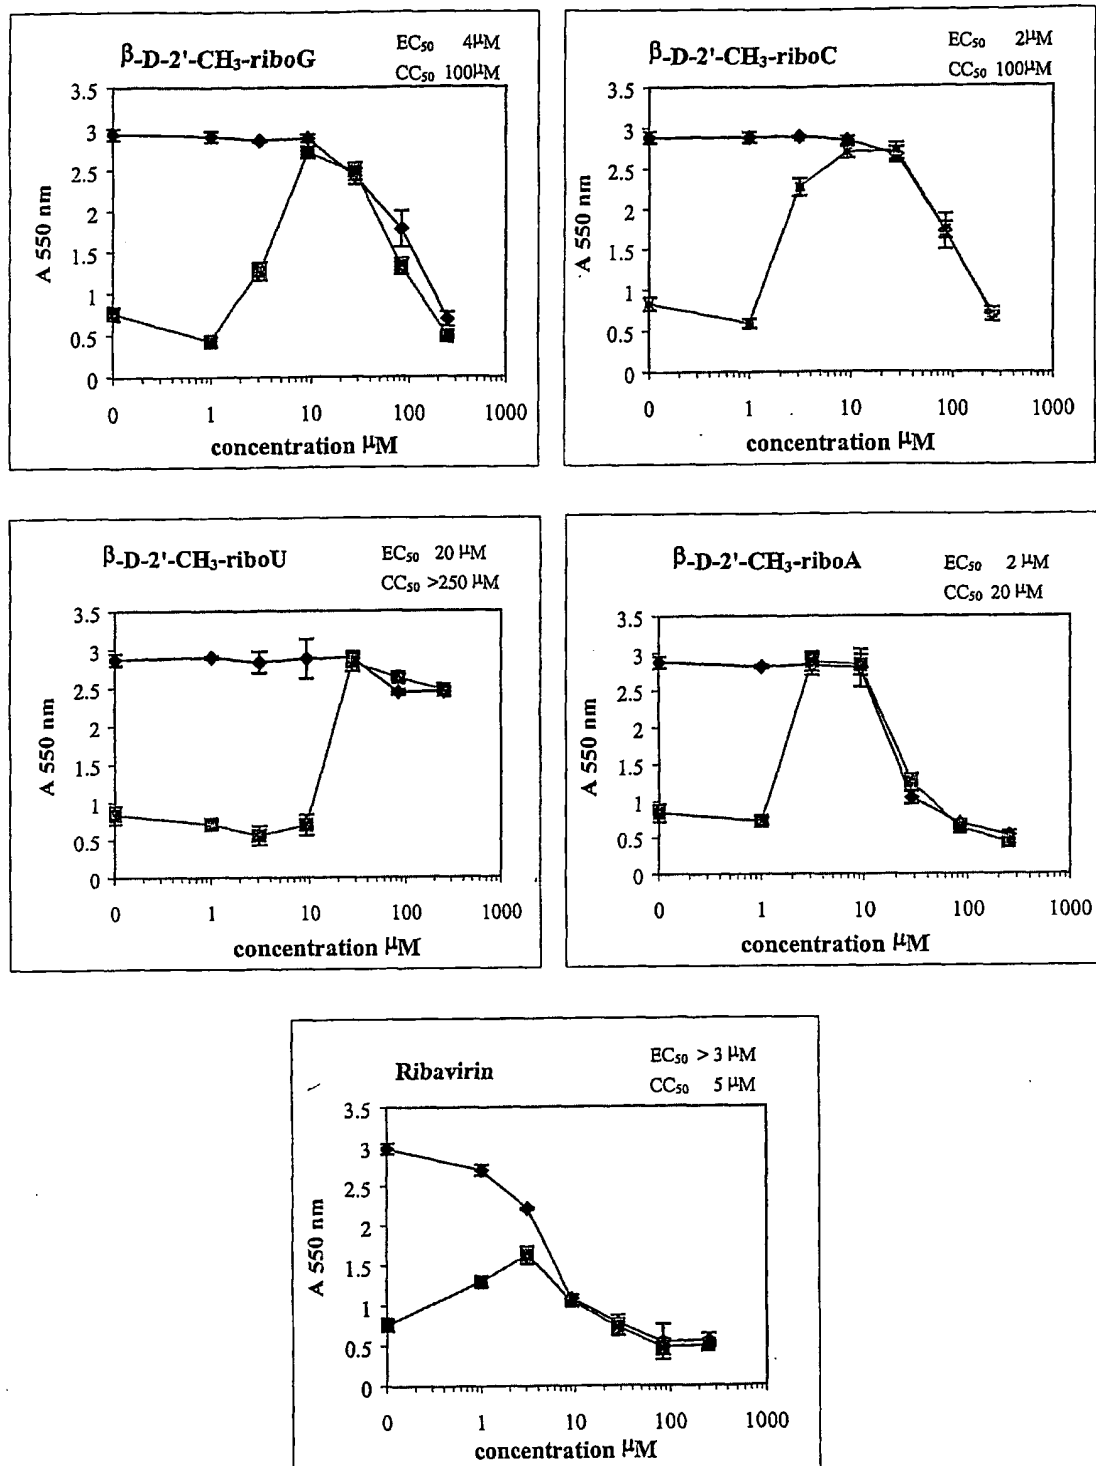 β-D-2'-CH₃-riboG
EC₅₀ 4μM
CC₅₀ 100μM
3.5
3
2.5
2
1.5
1
0.5
0
A 550 nm
0 1 10 100 1000
concentration μM
β-D-2'-CH₃-riboC
EC₅₀ 2μM
CC₅₀ 100μM
3.5
3
2.5
2
1.5
1
0.5
0
A 550 nm
0 1 10 100 1000
concentration μM
β-D-2'-CH₃-riboU
EC₅₀ 20 μM
CC₅₀ >250 μM
3.5
3
2.5
2
1.5
1
0.5
0
A 550 nm
0 1 10 100 1000
concentration μM
β-D-2'-CH₃-riboA
EC₅₀ 2 μM
CC₅₀ 20 μM
3.5
3
2.5
2
1.5
1
0.5
0
A 550 nm
0 1 10 100 1000
concentration μM
Ribavirin
EC₅₀ > 3 μM
CC₅₀ 5 μM
3.5
3
2.5
2
1.5
1
0.5
0
A 550 nm
0 1 10 100 1000
concentration μM